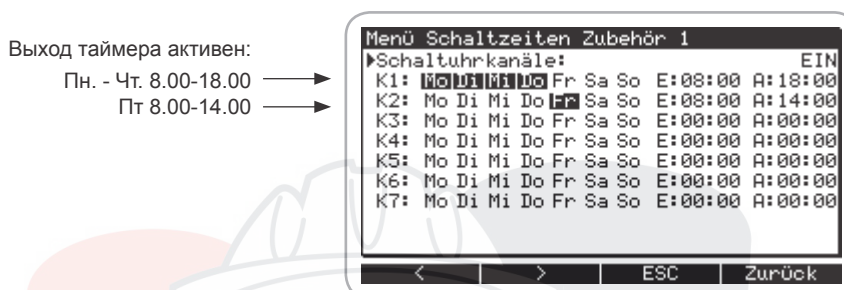 Выход таймера активен:
Пн. - Чт. 8.00-18.00
Пт 8.00-14.00
Menü Schaltzeiten Zubehör 1
▶Schaltuhrkanäle: EIN
K1: Mo Di Mi Do Fr Sa So E:08:00 A:18:00
K2: Mo Di Mi Do Fr Sa So E:08:00 A:14:00
K3: Mo Di Mi Do Fr Sa So E:00:00 A:00:00
K4: Mo Di Mi Do Fr Sa So E:00:00 A:00:00
K5: Mo Di Mi Do Fr Sa So E:00:00 A:00:00
K6: Mo Di Mi Do Fr Sa So E:00:00 A:00:00
K7: Mo Di Mi Do Fr Sa So E:00:00 A:00:00
< > ESC Zurück